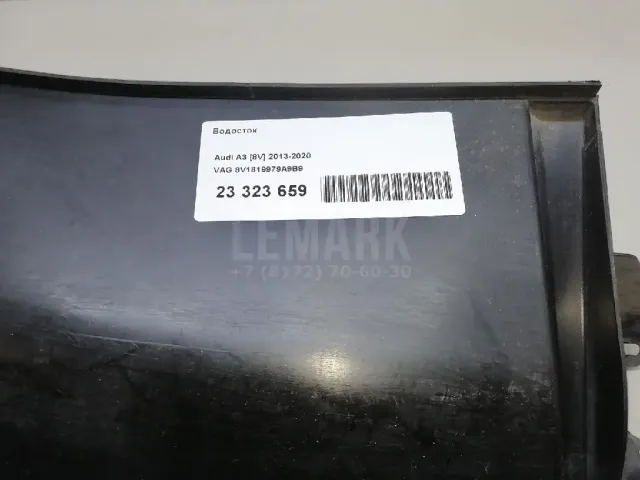 Водосток
Audi A3 [8V] 2013-2020
VAG 8V1819979A9B9
23 323 659
LEMARK
+7 (8172) 70-60-30